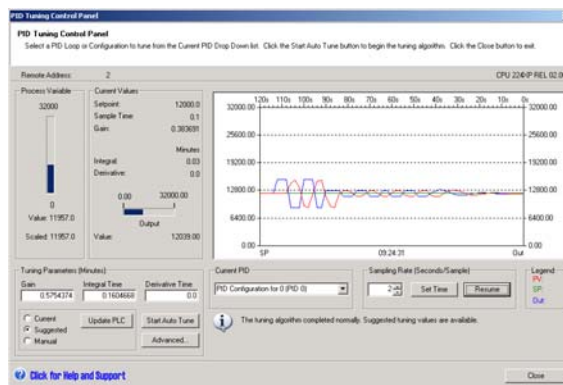 PID Tuning Control Panel
PID Tuning Control Panel
Select a PID Loop or Configuration to tune from the Current PID Drop Down list. Click the Start Auto Tune button to begin the tuning algorithm. Click the Close button to exit.
Remote Address: 2
CPU 224XP REL 02.0
Process Variable
32000
0
Value: 11957.0
Scaled: 11957.0
Current Values
Setpoint: 12000.0
Sample Time: 0.1
Gain: 0.383691
Minutes
Integral: 0.03
Derivative: 0.0
0.00 32000.00
Output
Value: 12039.00
120s 110s 100s 90s 80s 70s 60s 50s 40s 30s 20s 10s 0s
32000.00 32000.00
25600.00 25600.00
19200.00 19200.00
12800.00 12800.00
6400.00 6400.00
0.00 0.00
SP 09:24:31 Out
Tuning Parameters (Minutes)
Gain Integral Time Derivative Time
0.5754374 0.1604668 0.0
Current
Suggested
Manual
Update PLC
Start Auto Tune
Advanced...
Current PID
PID Configuration for 0 (PID 0)
Sampling Rate (Seconds/Sample)
2 Set Time Resume
Legend
PV:
SP:
Out:
The tuning algorithm completed normally. Suggested tuning values are available.
Click for Help and Support
Close